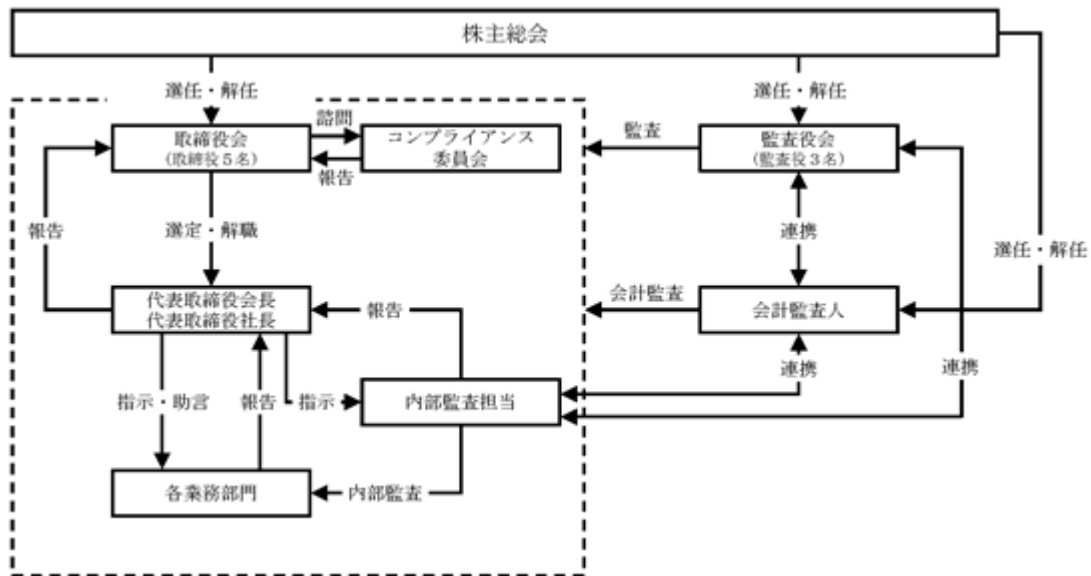 株主総会
選任・解任
選任・解任
諮問
取締役会
(取締役5名)
コンプライアンス
委員会
監査
監査役会
(監査役3名)
報告
報告
選定・解職
連携
選任・解任
代表取締役会長
代表取締役社長
報告
会計監査
会計監査人
連携
連携
指示・助言
報告
指示
内部監査担当
各業務部門
内部監査